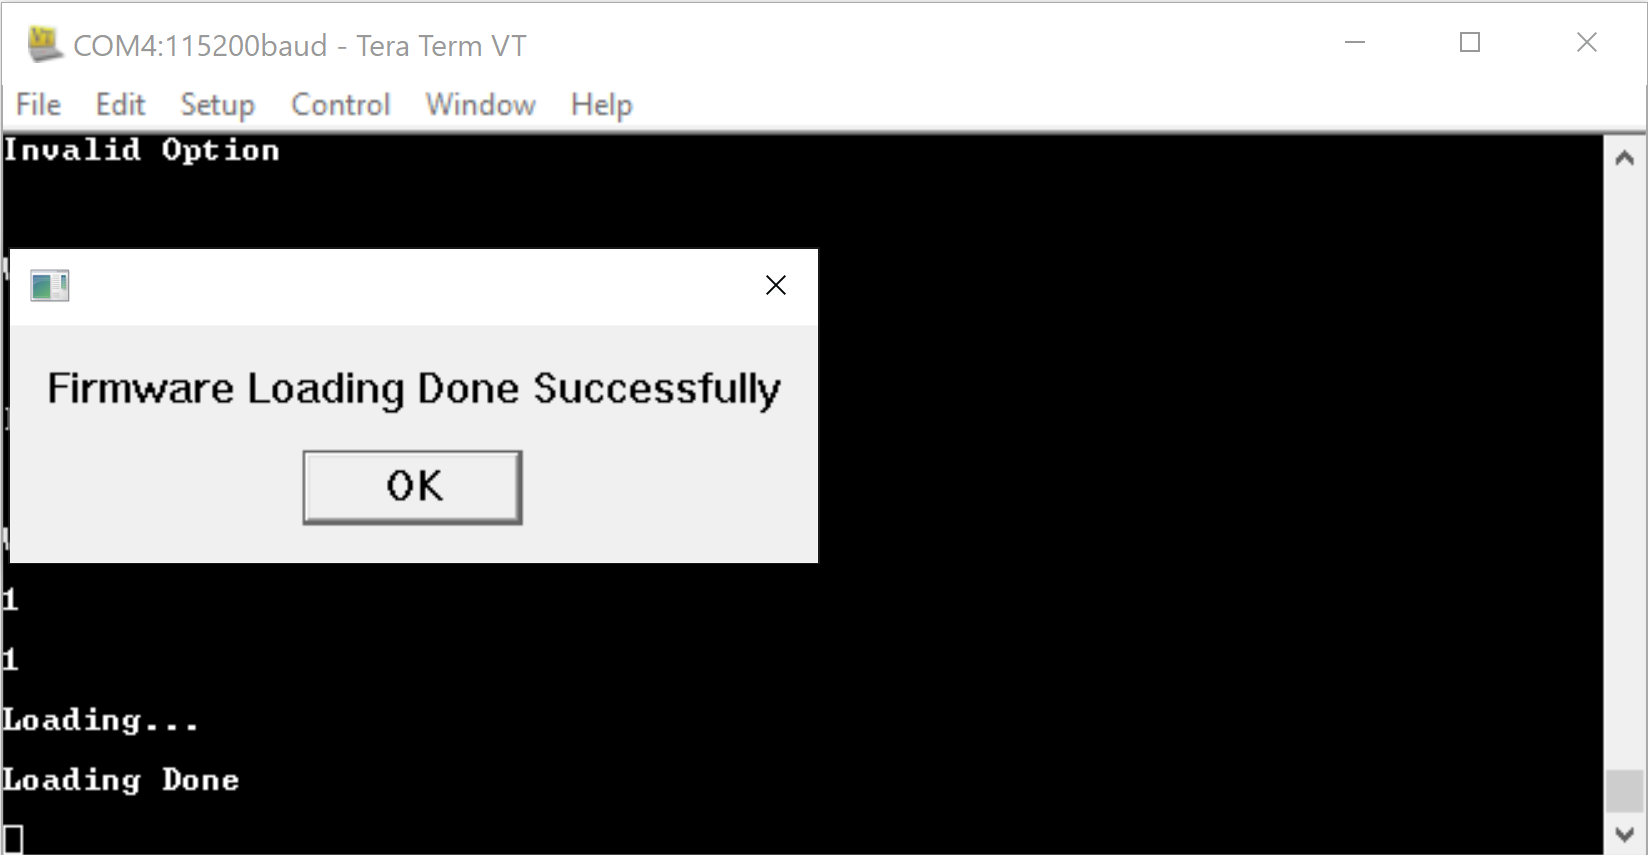 COM4:115200baud - Tera Term VT
File Edit Setup Control Window Help
Invalid Option
Firmware Loading Done Successfully
OK
1
1
Loading...
Loading Done